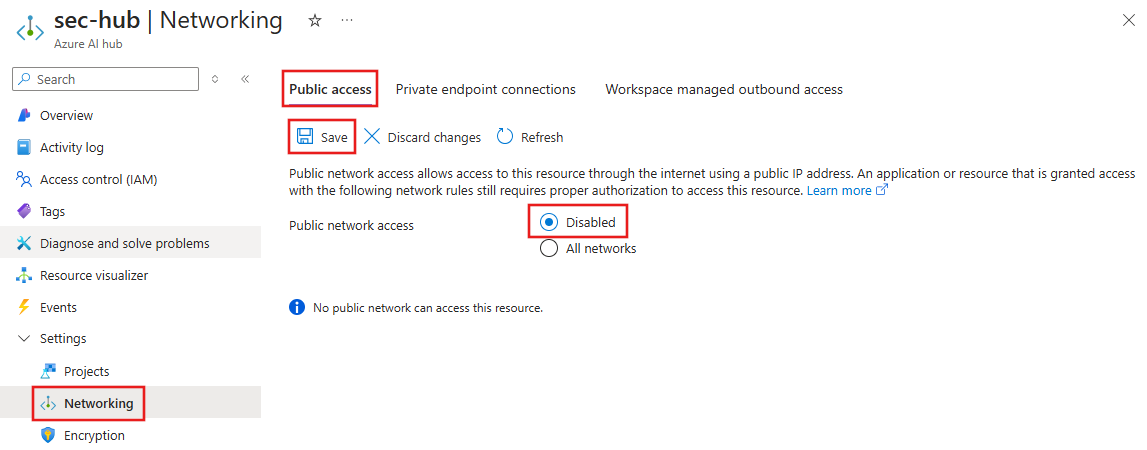 sec-hub | Networking
Azure AI hub
Search
Overview
Activity log
Access control (IAM)
Tags
Diagnose and solve problems
Resource visualizer
Events
Settings
Projects
Networking
Encryption
Public access Private endpoint connections Workspace managed outbound access
Save Discard changes Refresh
Public network access allows access to this resource through the internet using a public IP address. An application or resource that is granted access
with the following network rules still requires proper authorization to access this resource. Learn more
Public network access
Disabled
All networks
No public network can access this resource.